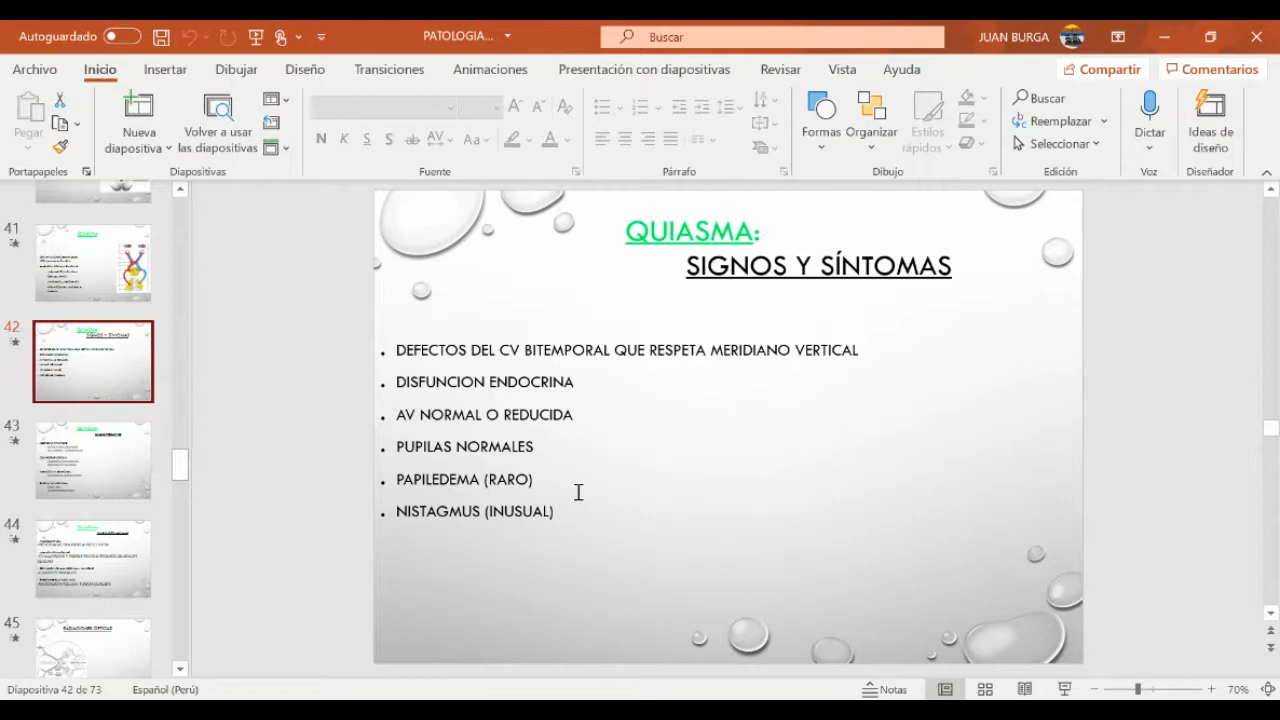 Autoguardado
PATOLOGIA...
Buscar
JUAN BURGA
Archivo Inicio Insertar Dibujar Diseño Transiciones Animaciones Presentación con diapositivas Revisar Vista Ayuda Compartir Comentarios
Pegar
Nueva diapositiva
Volver a usar las diapositivas
N K S S ab AV Aa A
Formas Organizar Estilos rápidos
Buscar
Reemplazar
Seleccionar
Dictar
Ideas de diseño
Portapapeles Diapositivas Fuente Párrafo Dibujo Edición Voz Diseñador
41
42
43
44
45
QUIASMA:
SIGNOS Y SÍNTOMAS
. DEFECTOS DE CV BITEMPORAL QUE RESPETA MERIDIANO VERTICAL
. DISFUNCION ENDOCRINA
. AV NORMAL O REDUCIDA
. PUPILAS NORMALES
. PAPILEDEMA (RARO)
. NISTAGMUS (INUSUAL)
Diapositiva 42 de 73 Español (Perú) Notas 70%